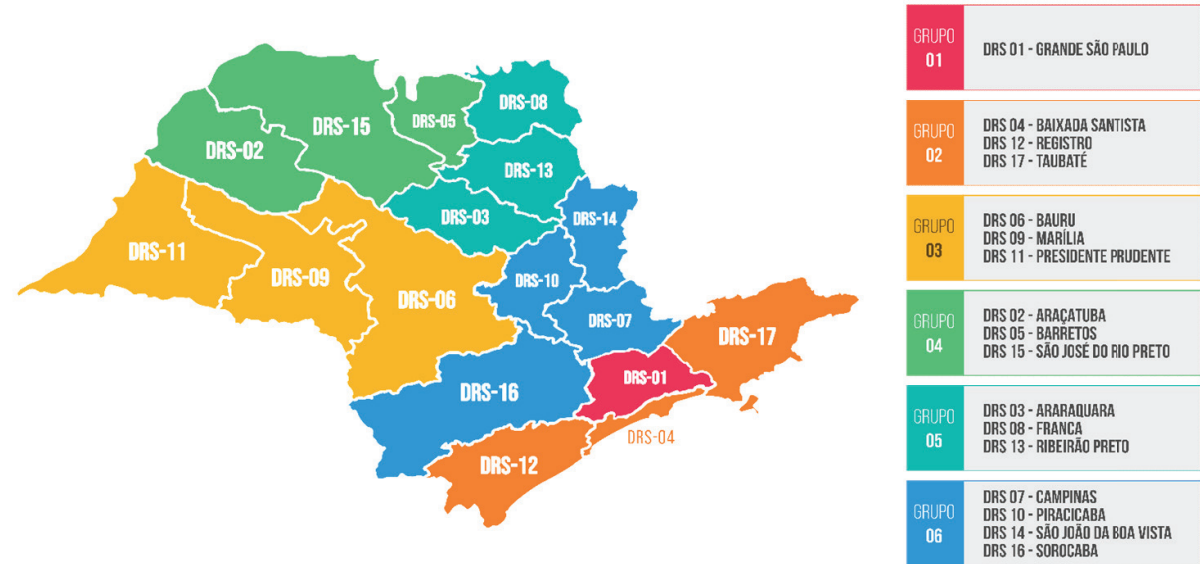 DRS-08
DRS-05
DRS-15
DRS-02
DRS-13
DRS-03
DRS-14
DRS-11
DRS-09
DRS-10
DRS-06
DRS-07
DRS-17
DRS-01
DRS-16
DRS-04
DRS-12
GRUPO
01
DRS 01 - GRANDE SÃO PAULO
GRUPO
02
DRS 04 - BAIXADA SANTISTA
DRS 12 - REGISTRO
DRS 17 - TAUBATÉ
GRUPO
03
DRS 06 - BAURU
DRS 09 - MARÍLIA
DRS 11 - PRESIDENTE PRUDENTE
GRUPO
04
DRS 02 - ARAÇATUBA
DRS 05 - BARRETOS
DRS 15 - SÃO JOSÉ DO RIO PRETO
GRUPO
05
DRS 03 - ARARAQUARA
DRS 08 - FRANCA
DRS 13 - RIBEIRÃO PRETO
GRUPO
06
DRS 07 - CAMPINAS
DRS 10 - PIRACICABA
DRS 14 - SÃO JOÃO DA BOA VISTA
DRS 16 - SOROCABA